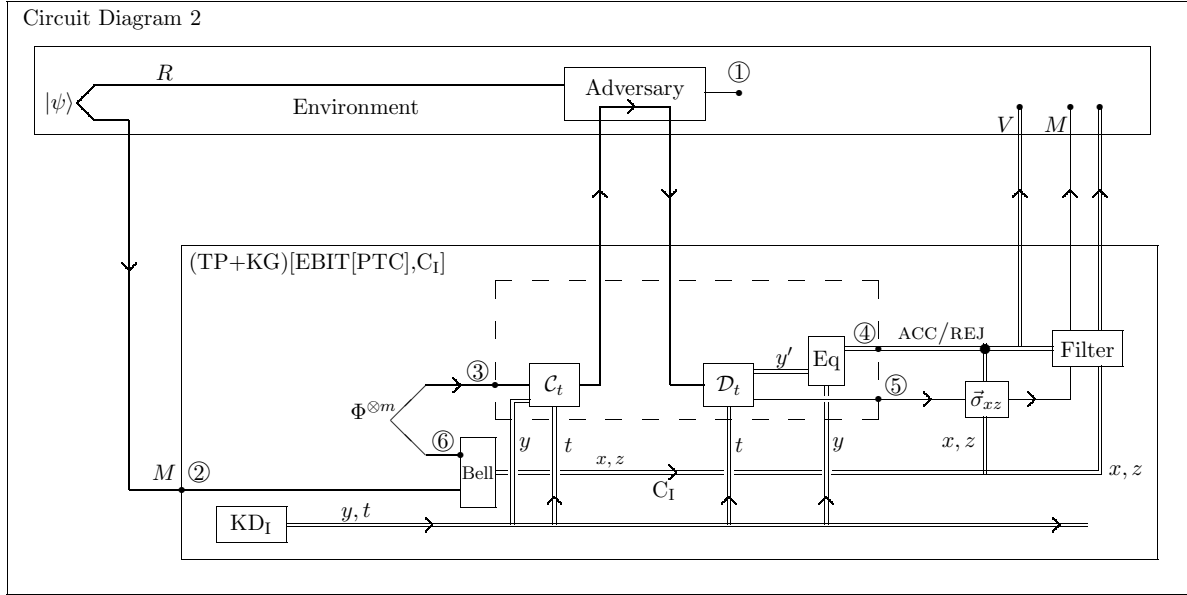 Circuit Diagram 2
R
①
|ψ⟩
Adversary
Environment
V M
(TP+KG)[EBIT[PTC],C_I]
ACC/REJ
④
Eq
y′
Filter
③
C_t
D_t
⑤
σ⃗_xz
Φ^⊗m
⑥
y t
t
y
x, z
Bell
x, z
C_I
x, z
M ②
KD_I
y, t